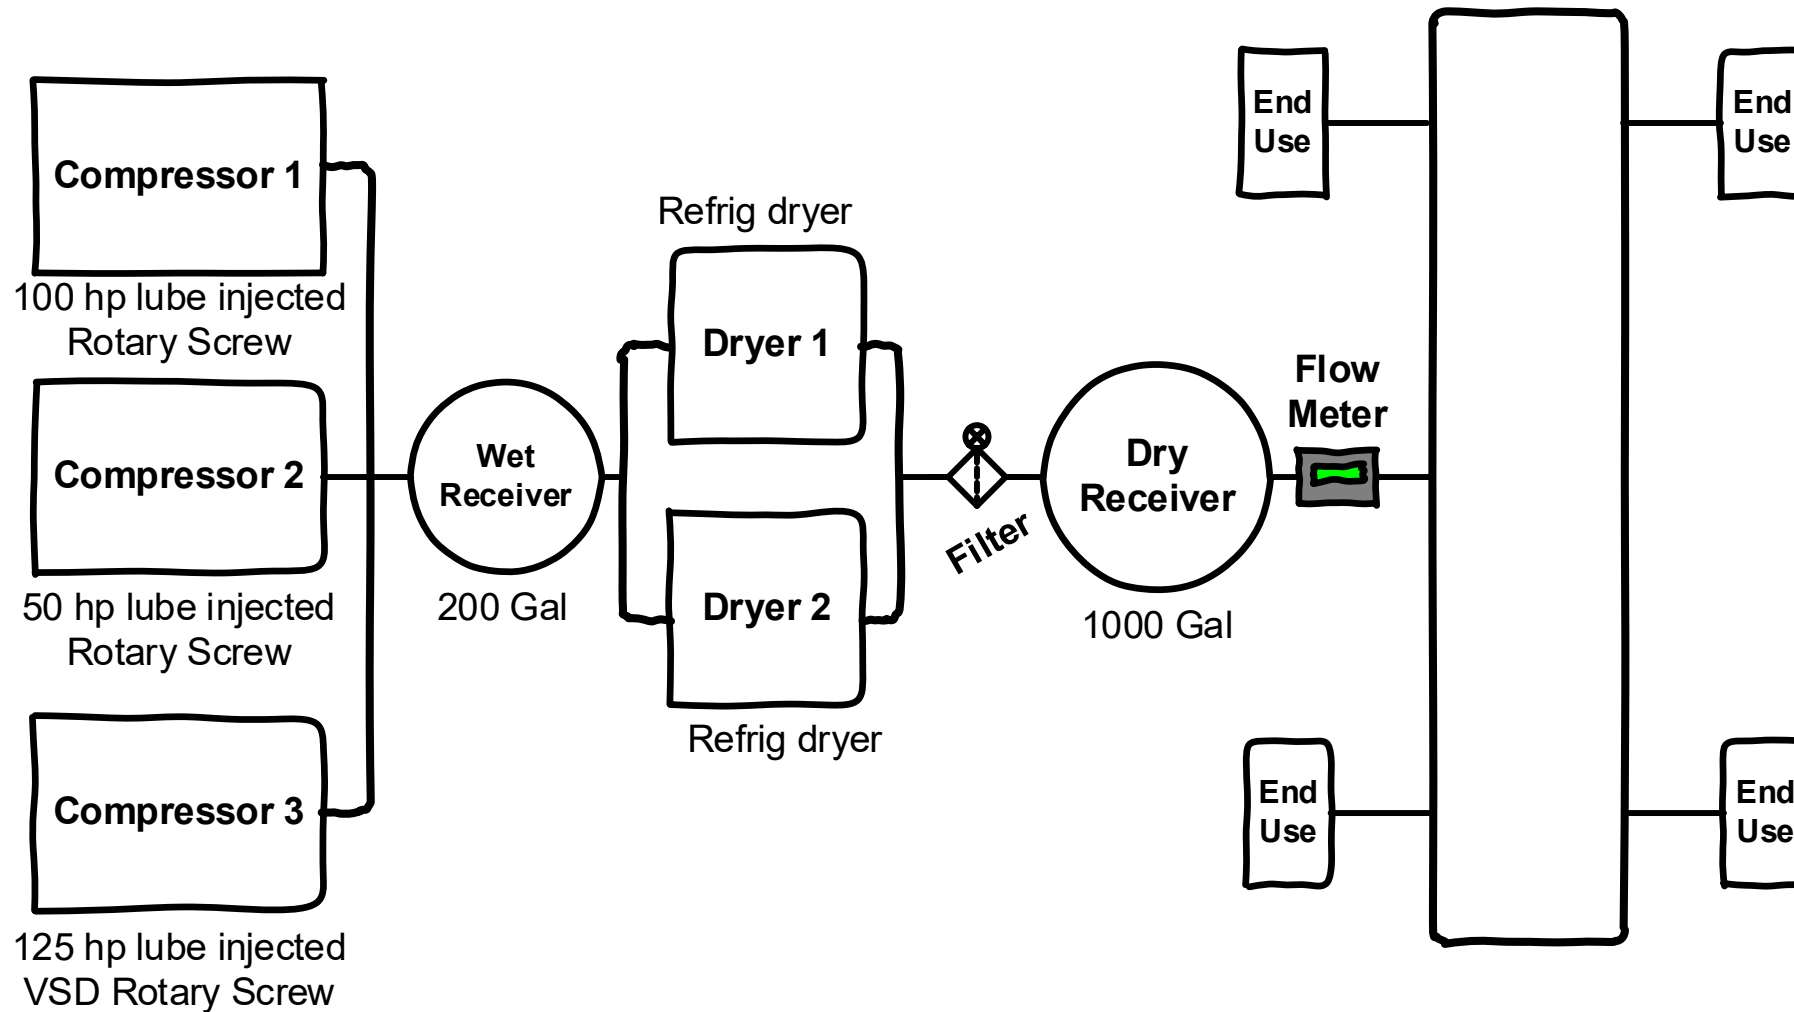 Compressor 1
100 hp lube injected
Rotary Screw
Compressor 2
50 hp lube injected
Rotary Screw
Compressor 3
125 hp lube injected
VSD Rotary Screw
Wet
Receiver
200 Gal
Refrig dryer
Dryer 1
Dryer 2
Refrig dryer
Filter
Dry
Receiver
1000 Gal
Flow
Meter
End
Use
End
Use
End
Use
End
Use